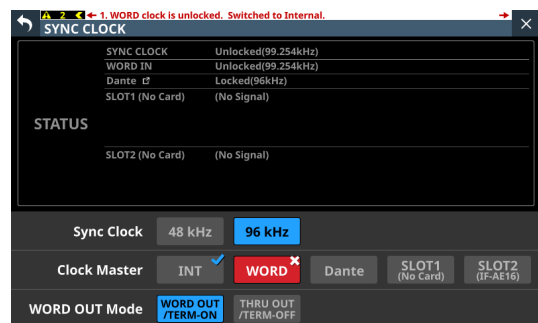 2 ← 1. WORD clock is unlocked. Switched to Internal. →
SYNC CLOCK ×
SYNC CLOCK Unlocked(99.254kHz)
WORD IN Unlocked(99.254kHz)
Dante Locked(96kHz)
SLOT1 (No Card) (No Signal)
STATUS
SLOT2 (No Card) (No Signal)
Sync Clock 48 kHz 96 kHz
Clock Master INT WORD Dante SLOT1 (No Card) SLOT2 (IF-AE16)
WORD OUT Mode WORD OUT /TERM-ON THRU OUT /TERM-OFF